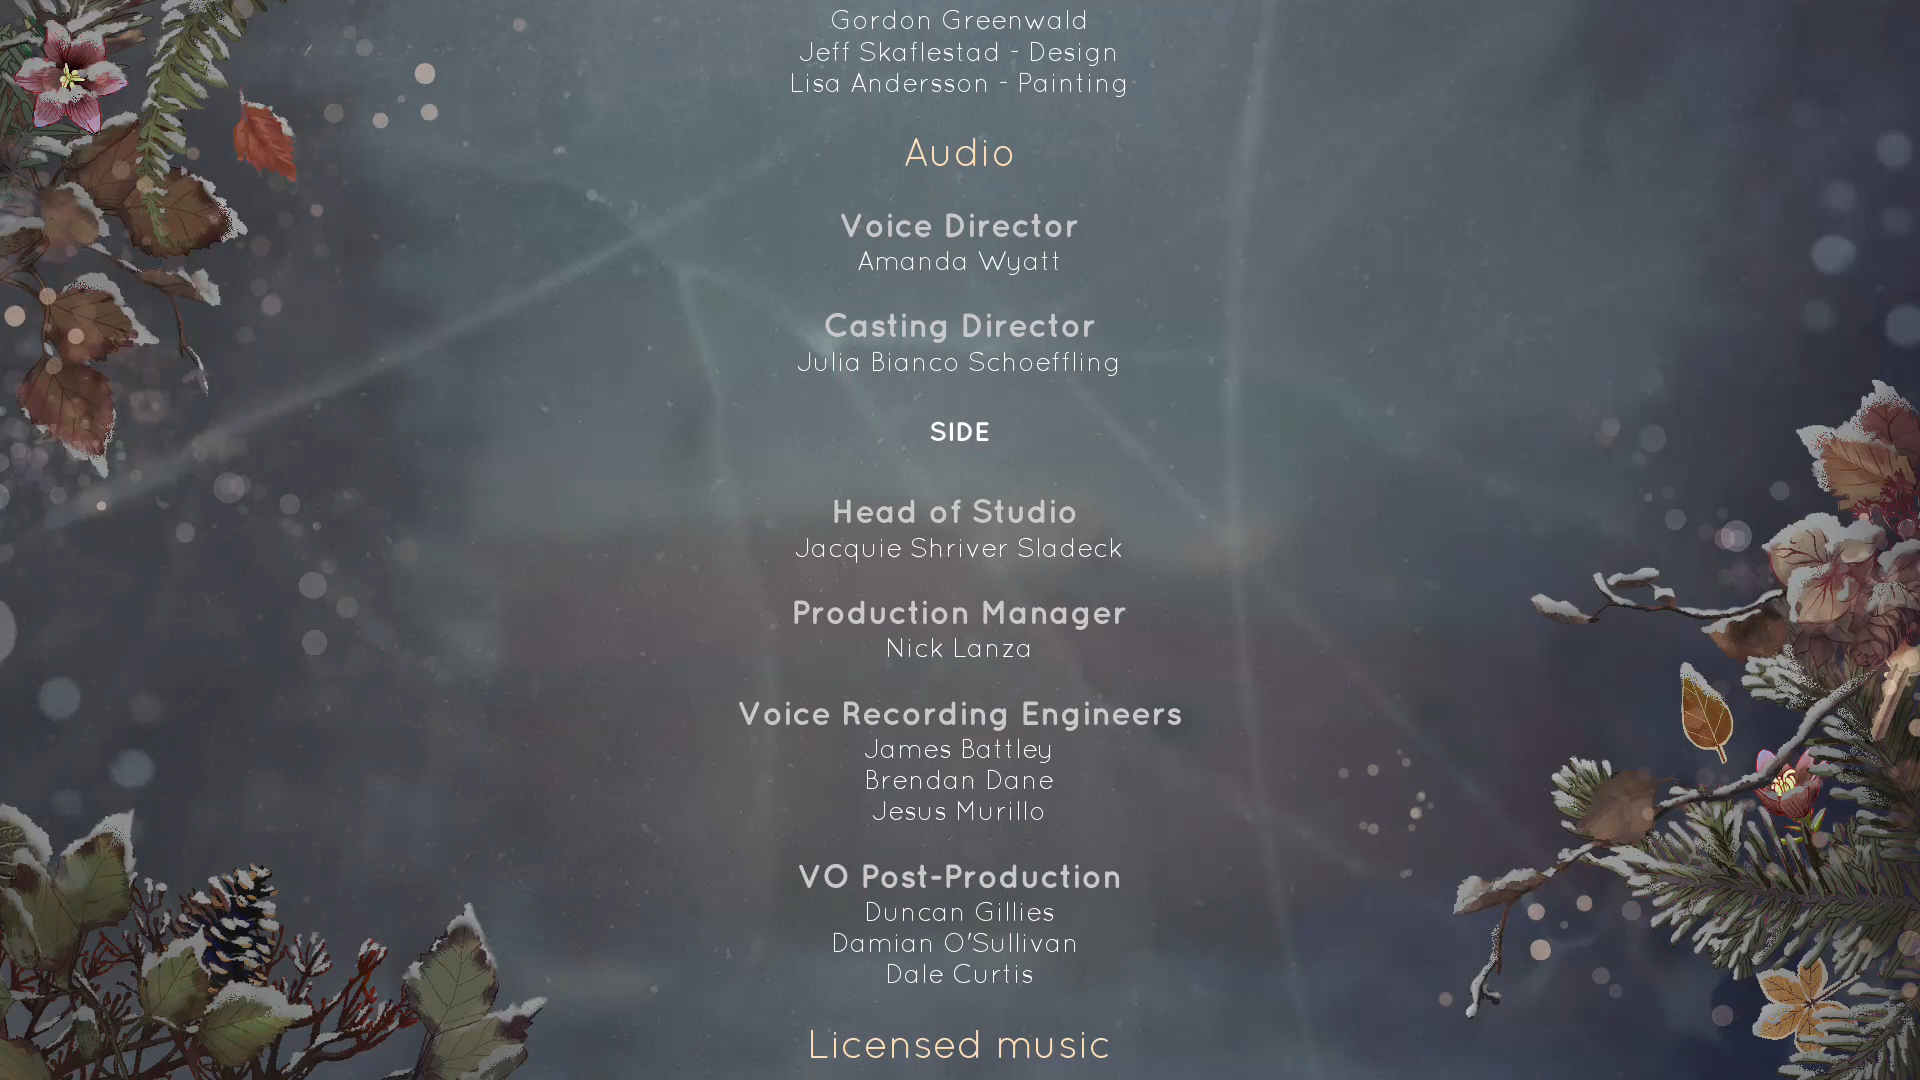 Gordon Greenwald
Jeff Skaflestad - Design
Lisa Andersson - Painting
Audio
Voice Director
Amanda Wyatt
Casting Director
Julia Bianco Schoeffling
SIDE
Head of Studio
Jacquie Shriver Sladeck
Production Manager
Nick Lanza
Voice Recording Engineers
James Battley
Brendan Dane
Jesus Murillo
VO Post-Production
Duncan Gillies
Damian O'Sullivan
Dale Curtis
Licensed music